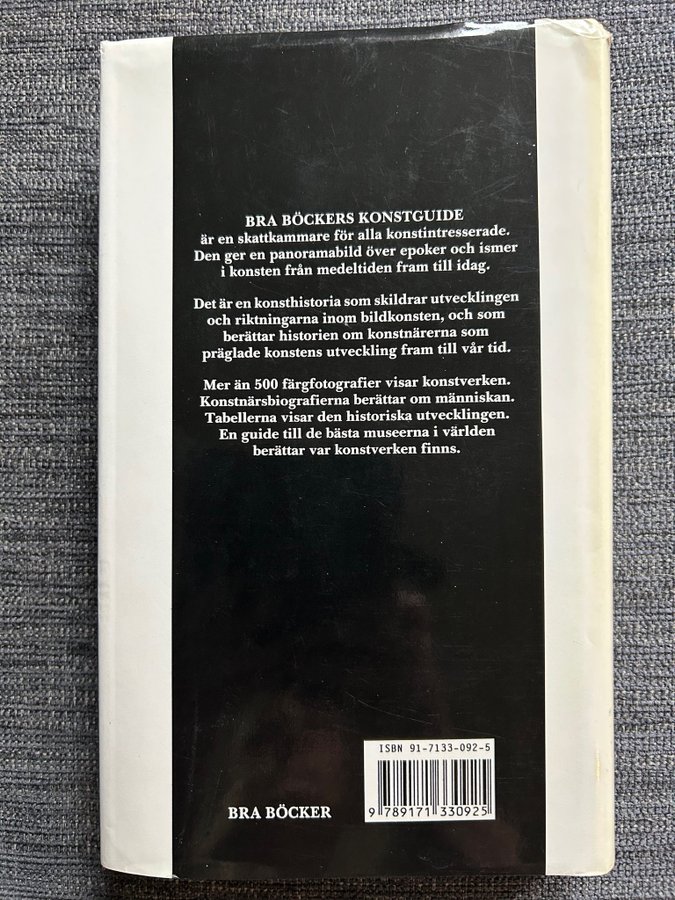 BRA BÖCKERS KONSTGUIDE
är en skattkammare för alla konstintresserade.
Den ger en panoramabild över epoker och ismer
i konsten från medeltiden fram till idag.
Det är en konsthistoria som skildrar utvecklingen
och riktningarna inom bildkonsten, och som
berättar historien om konstnärerna som
präglade konstens utveckling fram till vår tid.
Mer än 500 färgfotografier visar konstverken.
Konstnärsbiografierna berättar om människan.
Tabellerna visar den historiska utvecklingen.
En guide till de bästa museerna i världen
berättar var konstverken finns.
ISBN 91-7133-092-5
9 789171 330925
BRA BÖCKER